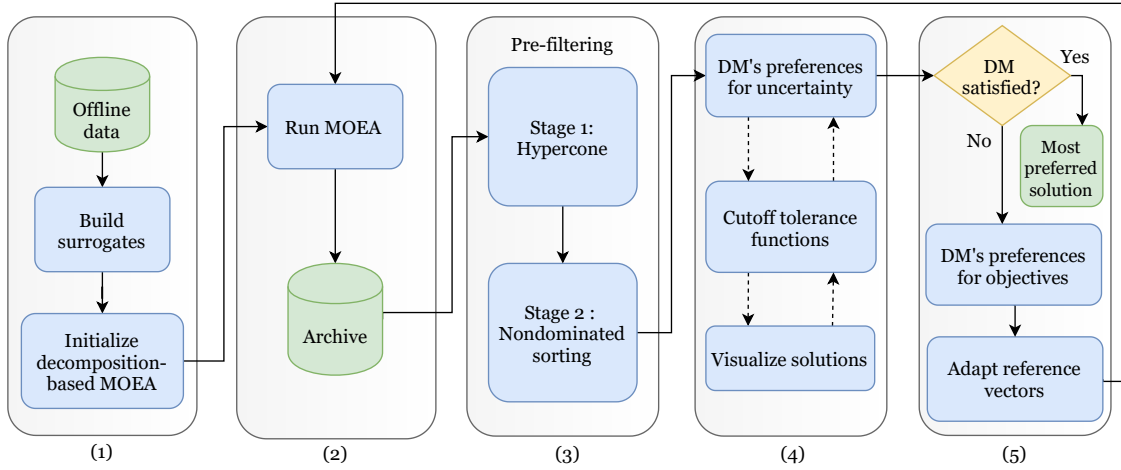 Offline
data
Build
surrogates
Initialize
decomposition-
based MOEA
(1)
Run MOEA
Archive
(2)
Pre-filtering
Stage 1:
Hypercone
Stage 2 :
Nondominated
sorting
(3)
DM's preferences
for uncertainty
Cutoff tolerance
functions
Visualize solutions
(4)
DM
satisfied?
Yes
No
Most
preferred
solution
DM's preferences
for objectives
Adapt reference
vectors
(5)